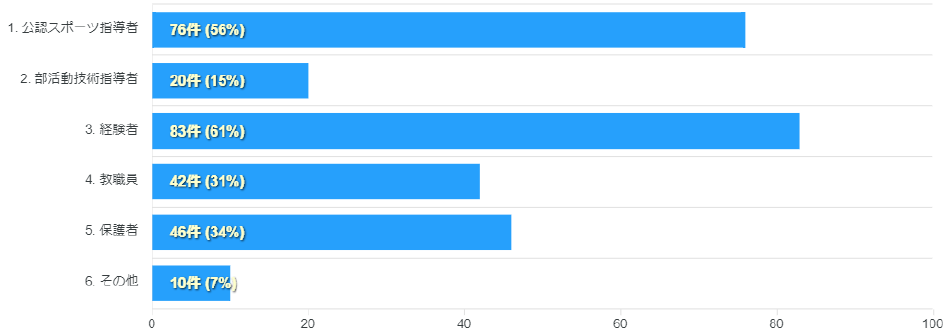 1. 公認スポーツ指導者 76件 (56%)
2. 部活動技術指導者 20件 (15%)
3. 経験者 83件 (61%)
4. 教職員 42件 (31%)
5. 保護者 46件 (34%)
6. その他 10件 (7%)
0 20 40 60 80 100